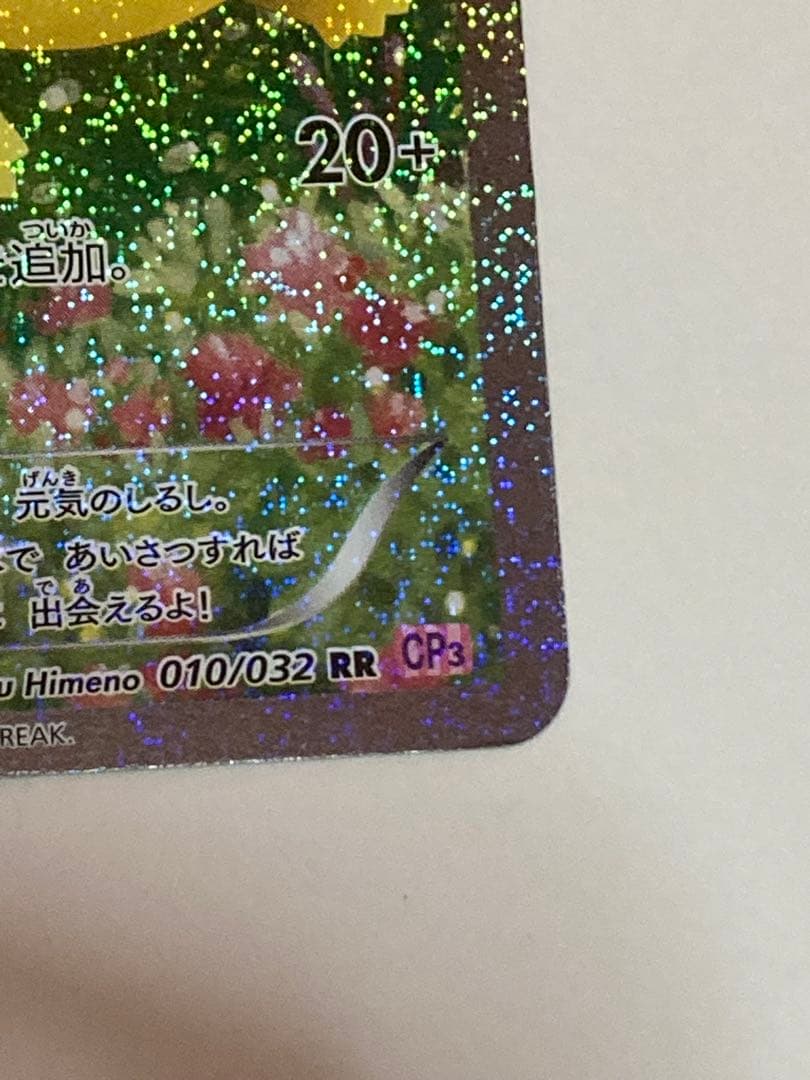 20+
ついか
追加。
げんき
元気のしるし。
で あいさつすれば
で あ
出会えるよ!
u Himeno 010/032 RR CP3
REAK.